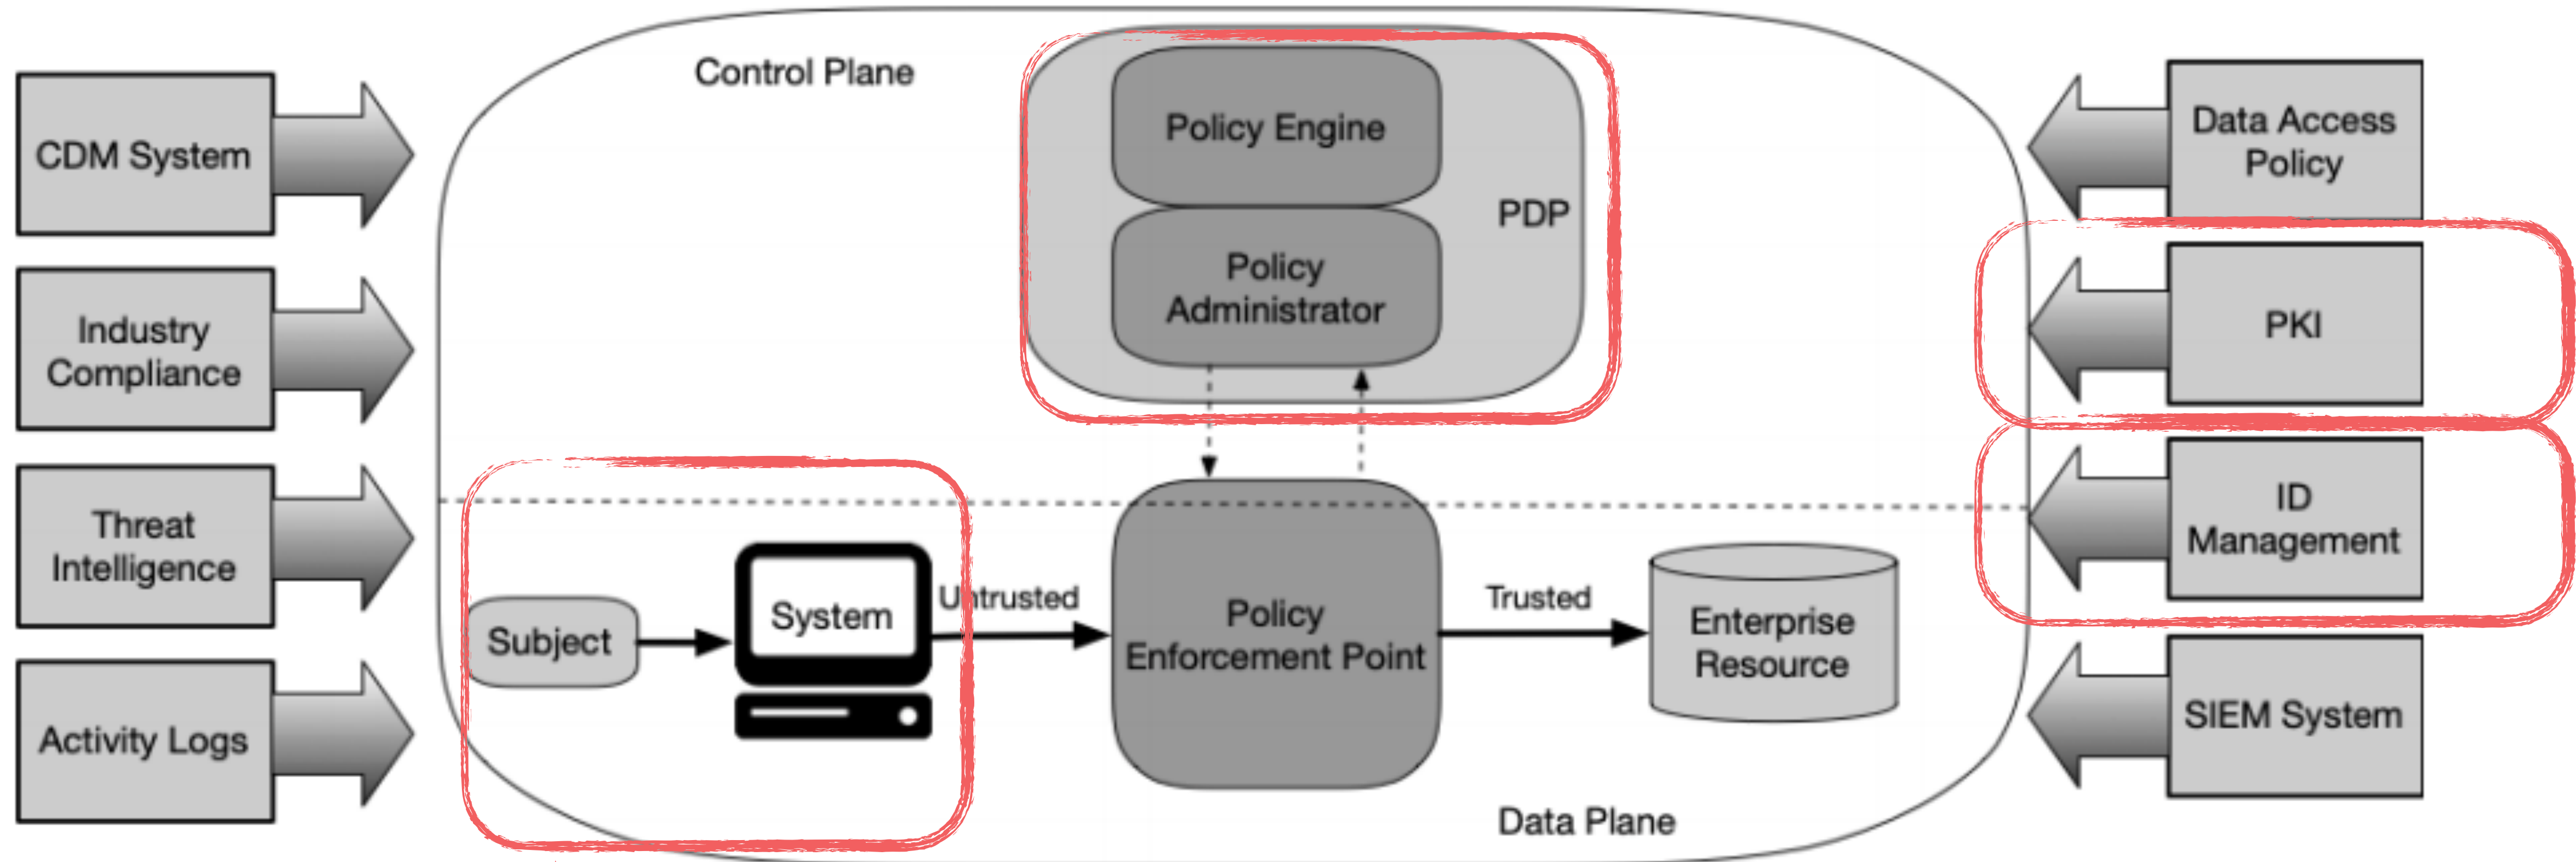 Control Plane
CDM System
Industry
Compliance
Threat
Intelligence
Activity Logs
Policy Engine
PDP
Policy
Administrator
Subject
System
Untrusted
Policy
Enforcement Point
Trusted
Enterprise
Resource
Data Plane
Data Access
Policy
PKI
ID
Management
SIEM System